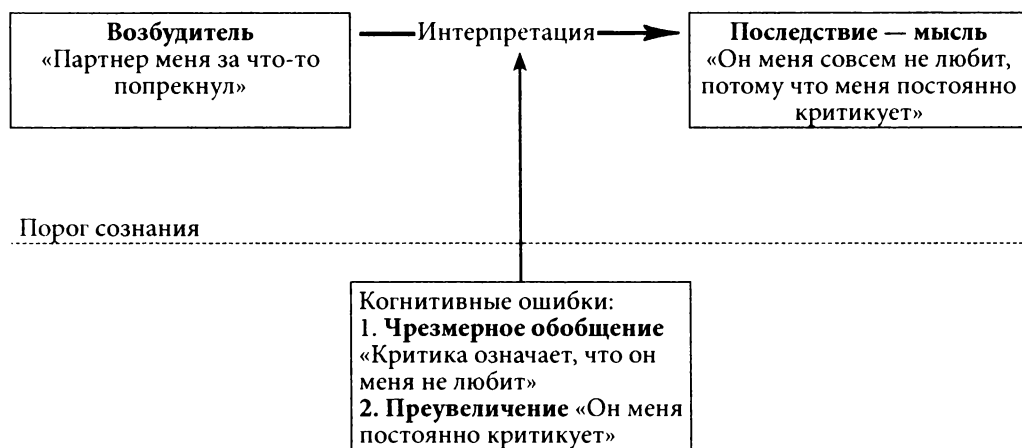 Возбудитель
«Партнер меня за что-то
попрекнул»
Интерпретация
Последствие — мысль
«Он меня совсем не любит,
потому что меня постоянно
критикует»
Порог сознания
Когнитивные ошибки:
1. Чрезмерное обобщение
«Критика означает, что он
меня не любит»
2. Преувеличение «Он меня
постоянно критикует»